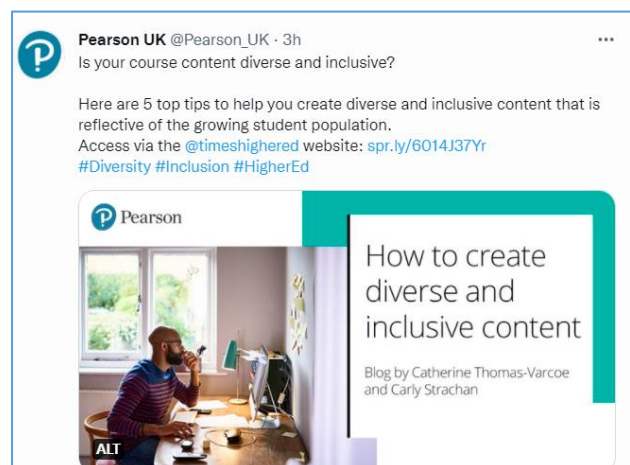 Pearson UK @Pearson_UK · 3h
Is your course content diverse and inclusive?
Here are 5 top tips to help you create diverse and inclusive content that is
reflective of the growing student population.
Access via the @timeshighered website: spr.ly/6014J37Yr
#Diversity #Inclusion #HigherEd
Pearson
How to create
diverse and
inclusive content
Blog by Catherine Thomas-Varcoe
and Carly Strachan
ALT